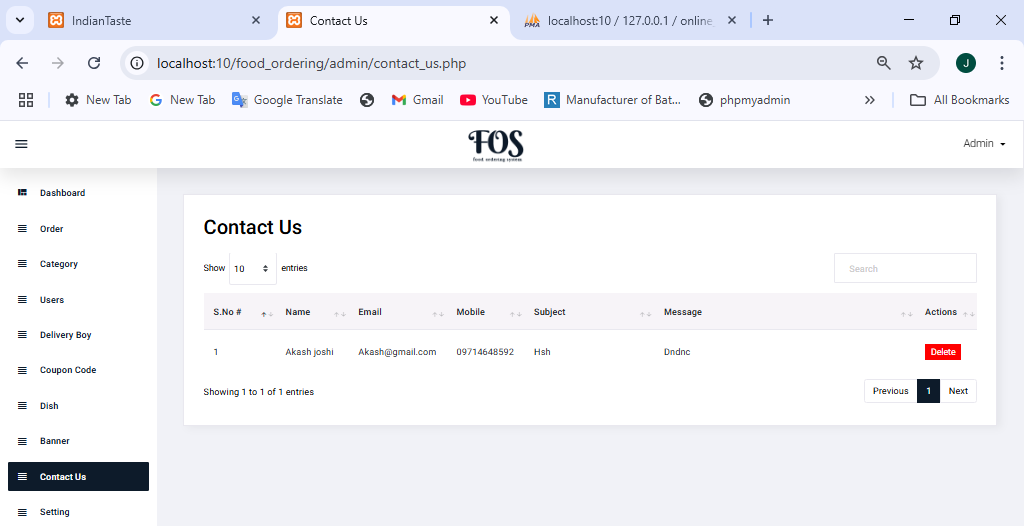 IndianTaste
Contact Us
PMA
localhost:10 / 127.0.0.1 / online_
localhost:10/food_ordering/admin/contact_us.php
J
New Tab
New Tab
Google Translate
Gmail
YouTube
R Manufacturer of Bat...
phpmyadmin
All Bookmarks
FOS
food ordering system
Admin
Dashboard
Order
Category
Users
Delivery Boy
Coupon Code
Dish
Banner
Contact Us
Setting
Contact Us
Show 10 entries
Search
S.No # Name Email Mobile Subject Message Actions
1 Akash joshi Akash@gmail.com 09714648592 Hsh Dndnc Delete
Showing 1 to 1 of 1 entries
Previous 1 Next